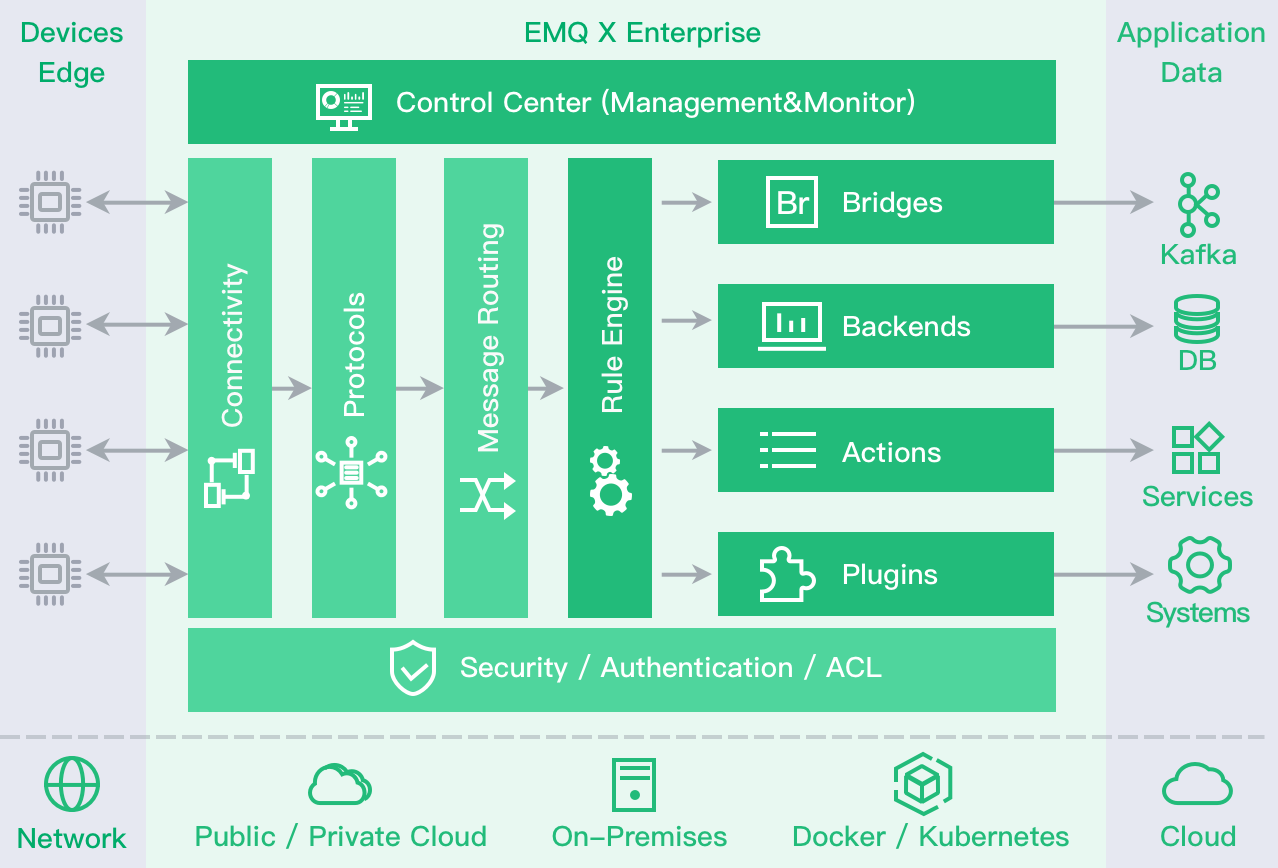 Devices
Edge
EMQ X Enterprise
Application
Data
Control Center (Management&Monitor)
Connectivity
Protocols
Message Routing
Rule Engine
Br
Bridges
Backends
Actions
Plugins
Kafka
DB
Services
Systems
Security / Authentication / ACL
Network
Public / Private Cloud
On-Premises
Docker / Kubernetes
Cloud